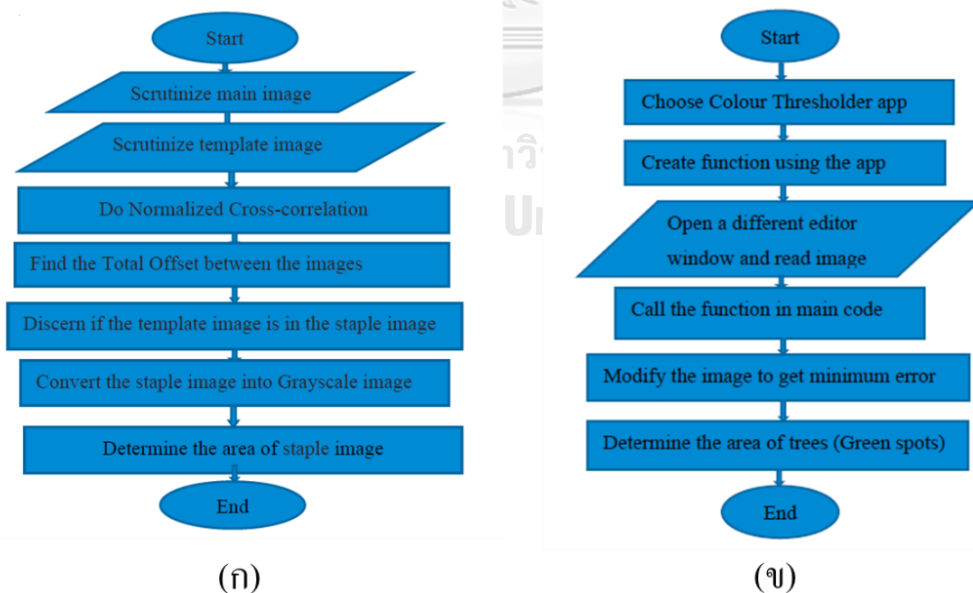 Start
Scrutinize main image
Scrutinize template image
Do Normalized Cross-correlation
Find the Total Offset between the images
Discern if the template image is in the staple image
Convert the staple image into Grayscale image
Determine the area of staple image
End
(ก)
Start
Choose Colour Thresholder app
Create function using the app
Open a different editor
window and read image
Call the function in main code
Modify the image to get minimum error
Determine the area of trees (Green spots)
End
(ข)